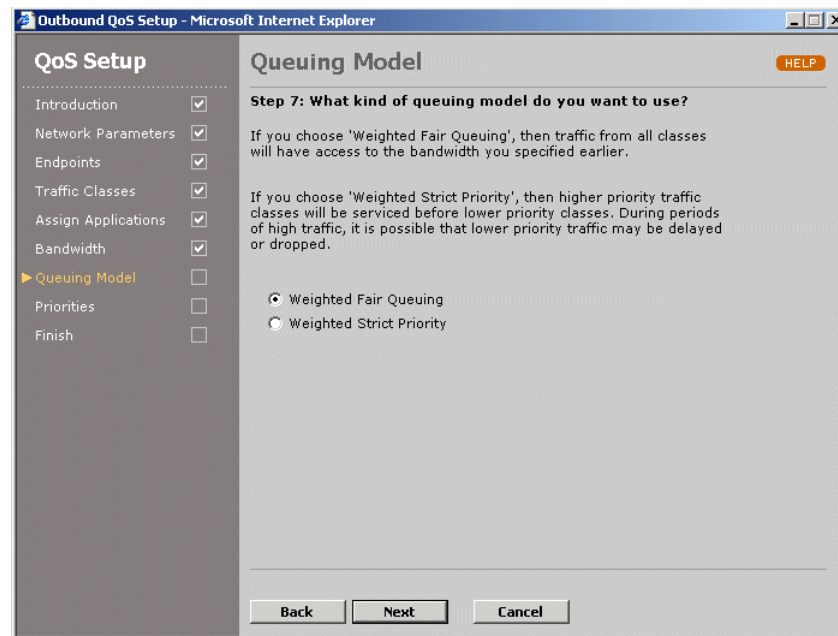 Outbound QoS Setup - Microsoft Internet Explorer
QoS Setup
Introduction
Network Parameters
Endpoints
Traffic Classes
Assign Applications
Bandwidth
Queuing Model
Priorities
Finish
Queuing Model
HELP
Step 7: What kind of queuing model do you want to use?
If you choose 'Weighted Fair Queuing', then traffic from all classes
will have access to the bandwidth you specified earlier.
If you choose 'Weighted Strict Priority', then higher priority traffic
classes will be serviced before lower priority classes. During periods
of high traffic, it is possible that lower priority traffic may be delayed
or dropped.
Weighted Fair Queuing
Weighted Strict Priority
Back
Next
Cancel